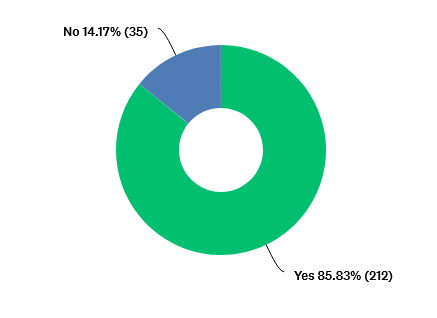 No 14.17% (35)
Yes 85.83% (212)